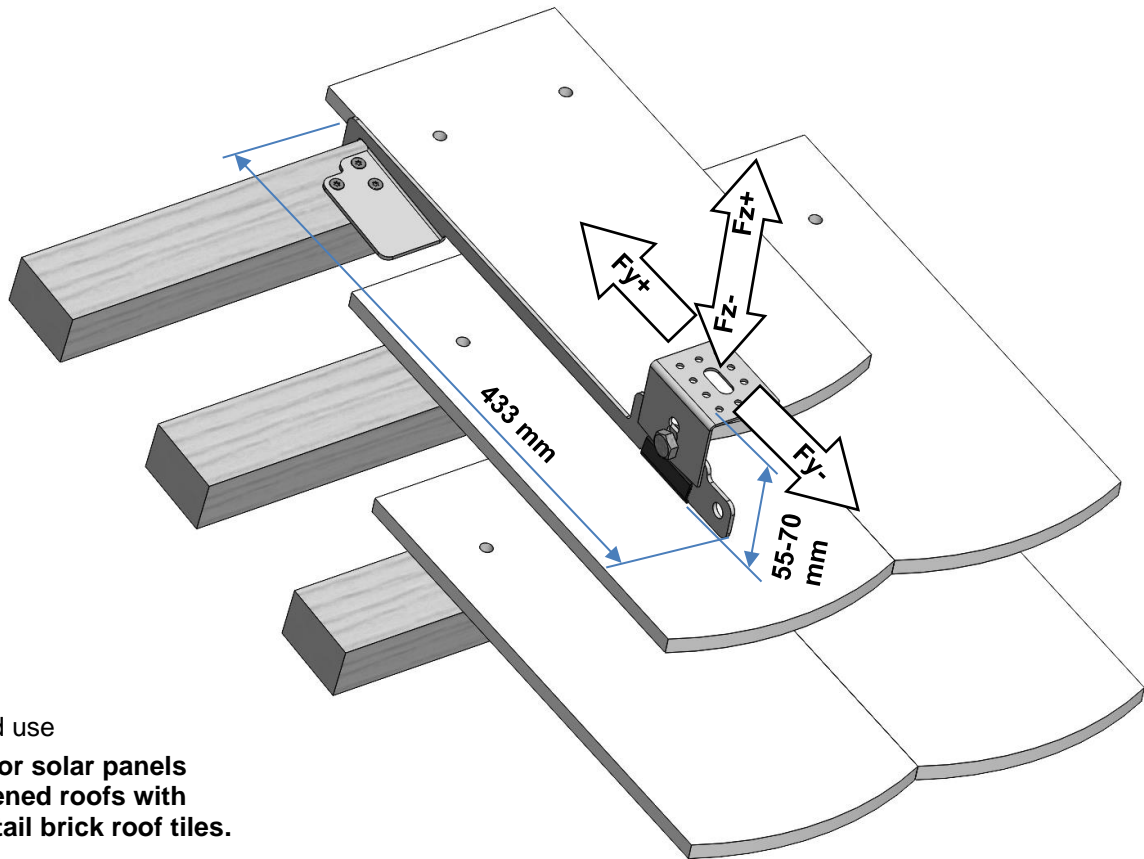 Fz+
Fy+
Fz-
433 mm
Fy-
55-70
mm
use
or solar panels
ened roofs with
tail brick roof tiles.